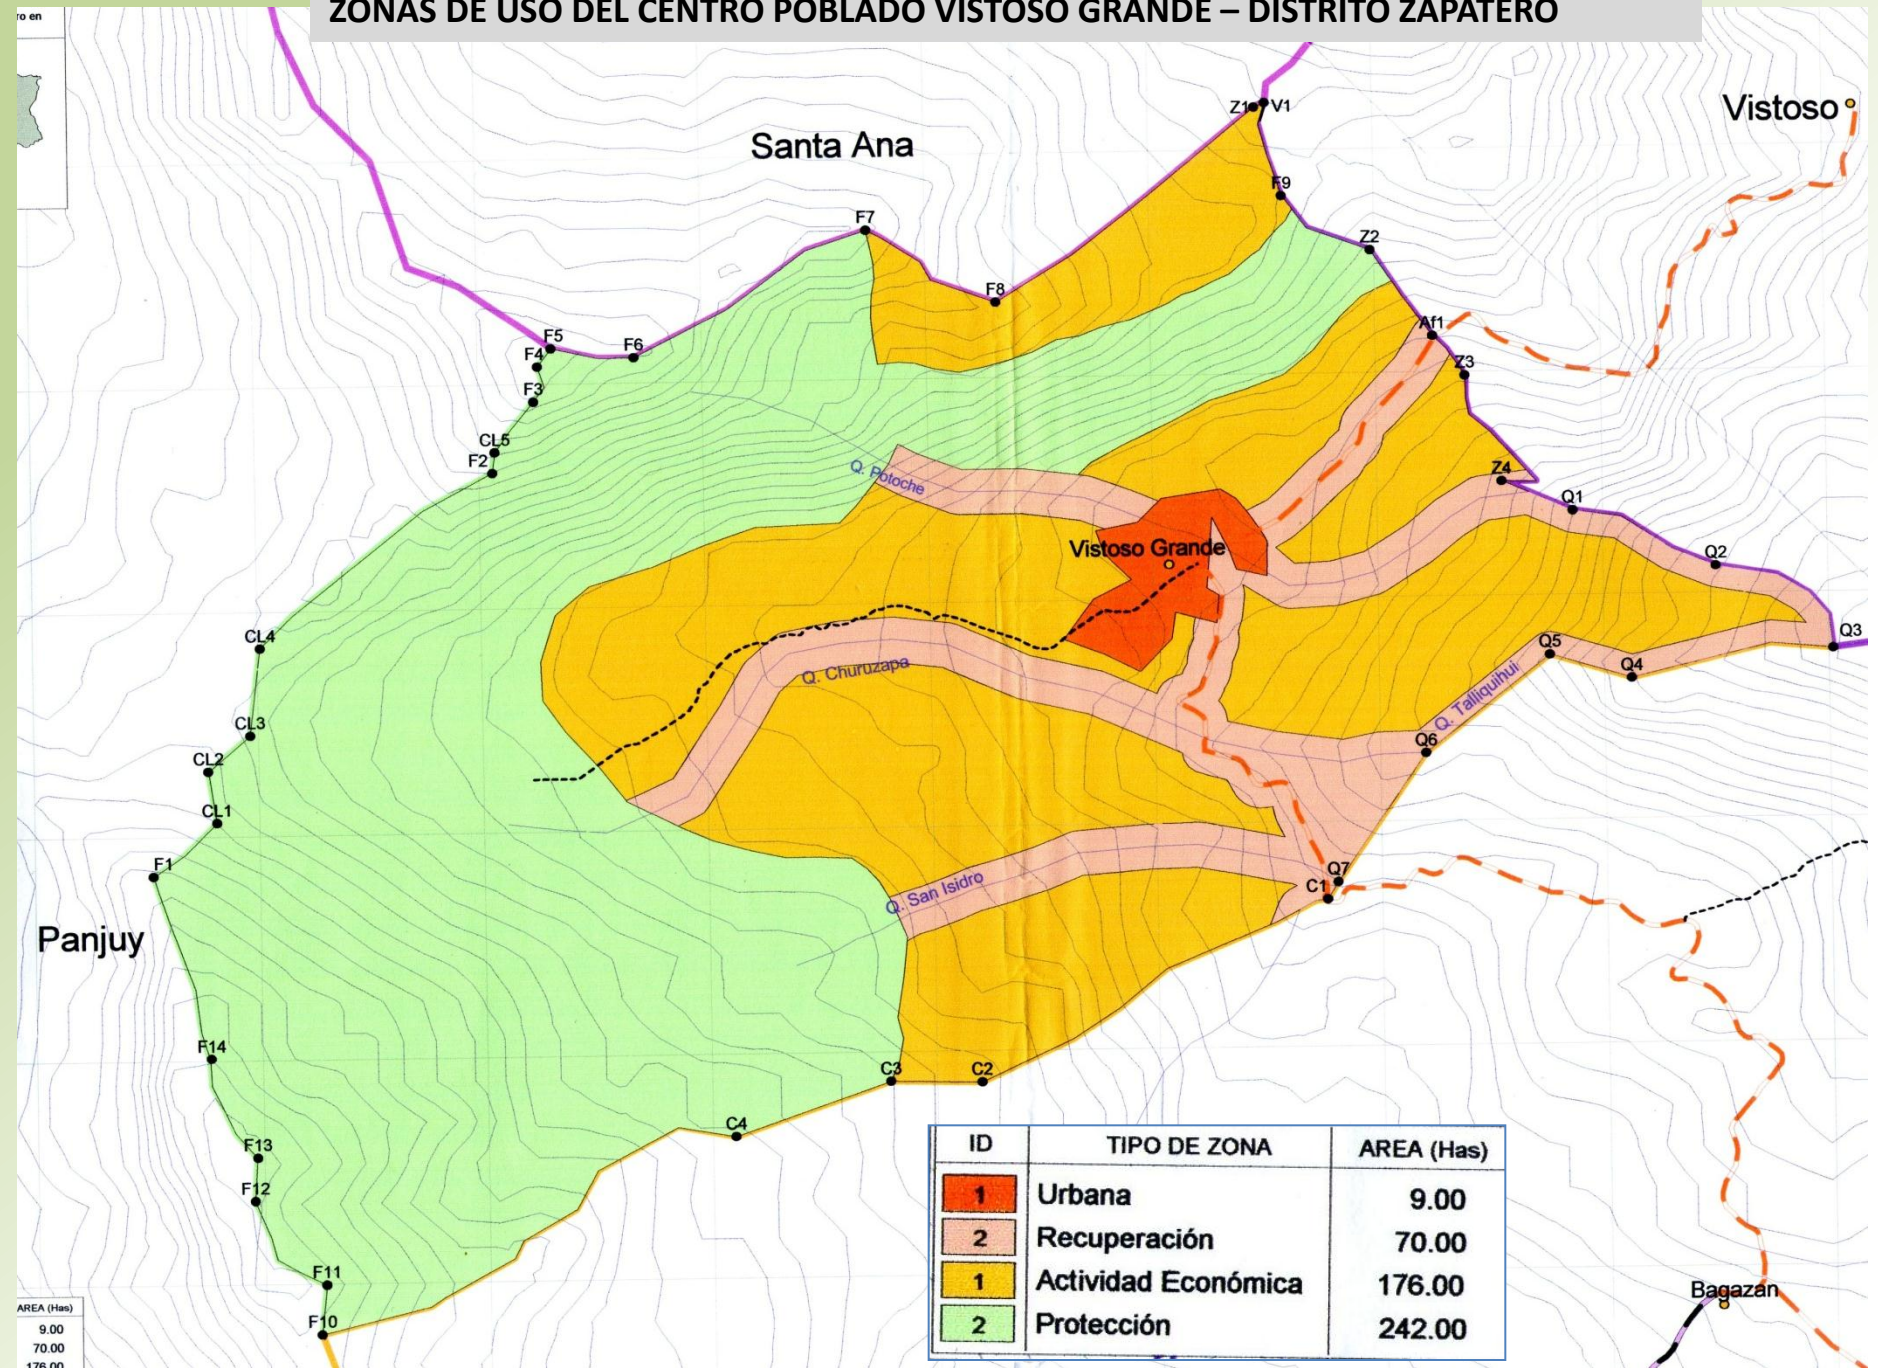 ZONAS DE USO DEL CENTRO POBLADO VISTOSO GRANDE – DISTRITO ZAPATERO
ro en
Z1
V1
Vistoso
Santa Ana
F9
F7
Z2
F8
Af1
F5
F6
F4
Z3
F3
CL5
F2
Q. Potoche
Z4
Q1
Vistoso Grande
Q2
CL4
Q3
Q5
Q4
Q. Churuzapa
Q. Talliquihui
CL3
Q6
CL2
CL1
F1
Q7
C1
Q. San Isidro
Panjuy
F14
C3
C2
C4
F13
F12
F11
F10
Bagazan
ID TIPO DE ZONA AREA (Has)
1 Urbana 9.00
2 Recuperación 70.00
1 Actividad Económica 176.00
2 Protección 242.00
AREA (Has)
9.00
70.00
176.00